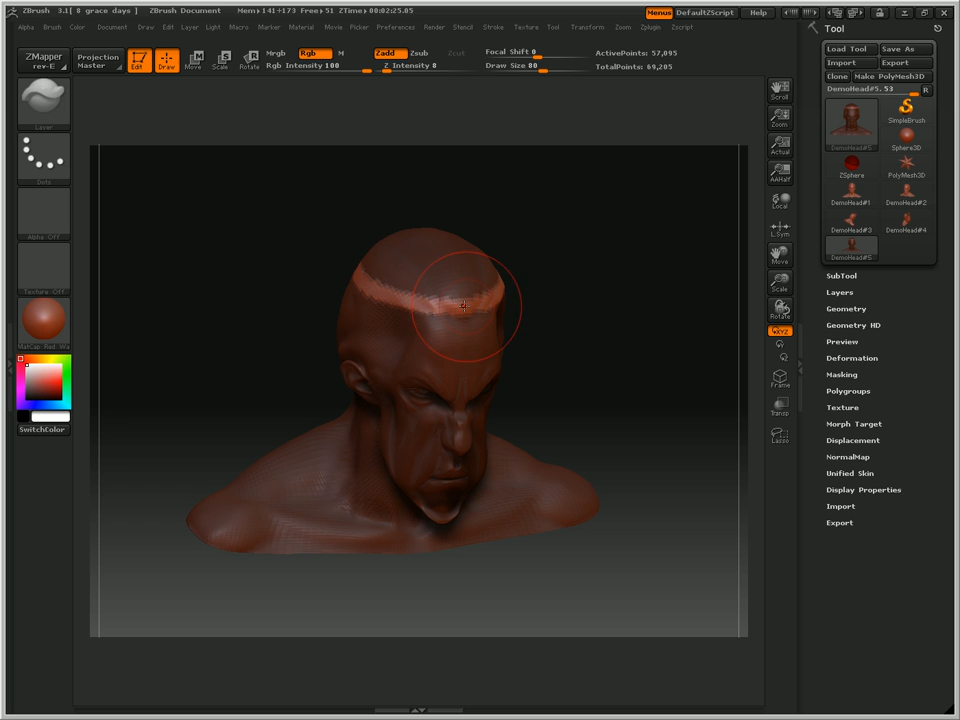 ZBrush 3.1[ 8 grace days ] ZBrush Document Mem>141+173 Free>51 ZTime>00:02:25.05 Menus DefaultZScript Help
Alpha Brush Color Document Draw Edit Layer Light Macro Marker Material Movie Picker Preferences Render Stencil Stroke Texture Tool Transform Zoom Zplugin Zscript
Tool
ZMapper
rev-E
Projection
Master
Edit
Draw
Move
Scale
Rotate
Mrgb Rgb M
Rgb Intensity 100
Zadd Zsub Zcut
Z Intensity 8
Focal Shift 0
Draw Size 80
ActivePoints: 57,095
TotalPoints: 69,205
Load Tool Save As
Import Export
Clone Make PolyMesh3D
DemoHead#5. 53 R
DemoHead#5
SimpleBrush
Sphere3D
ZSphere
PolyMesh3D
DemoHead#1
DemoHead#2
DemoHead#3
DemoHead#4
DemoHead#5
SubTool
Layers
Geometry
Geometry HD
Preview
Deformation
Masking
Polygroups
Texture
Morph Target
Displacement
NormalMap
Unified Skin
Display Properties
Import
Export
Layer
Dots
Alpha Off
Texture Off
MatCap Red Wa
SwitchColor
Scroll
Zoom
Actual
AAHalf
Local
L.Sym
Move
Scale
Rotate
XYZ
Y
Z
Frame
Transp
Lasso